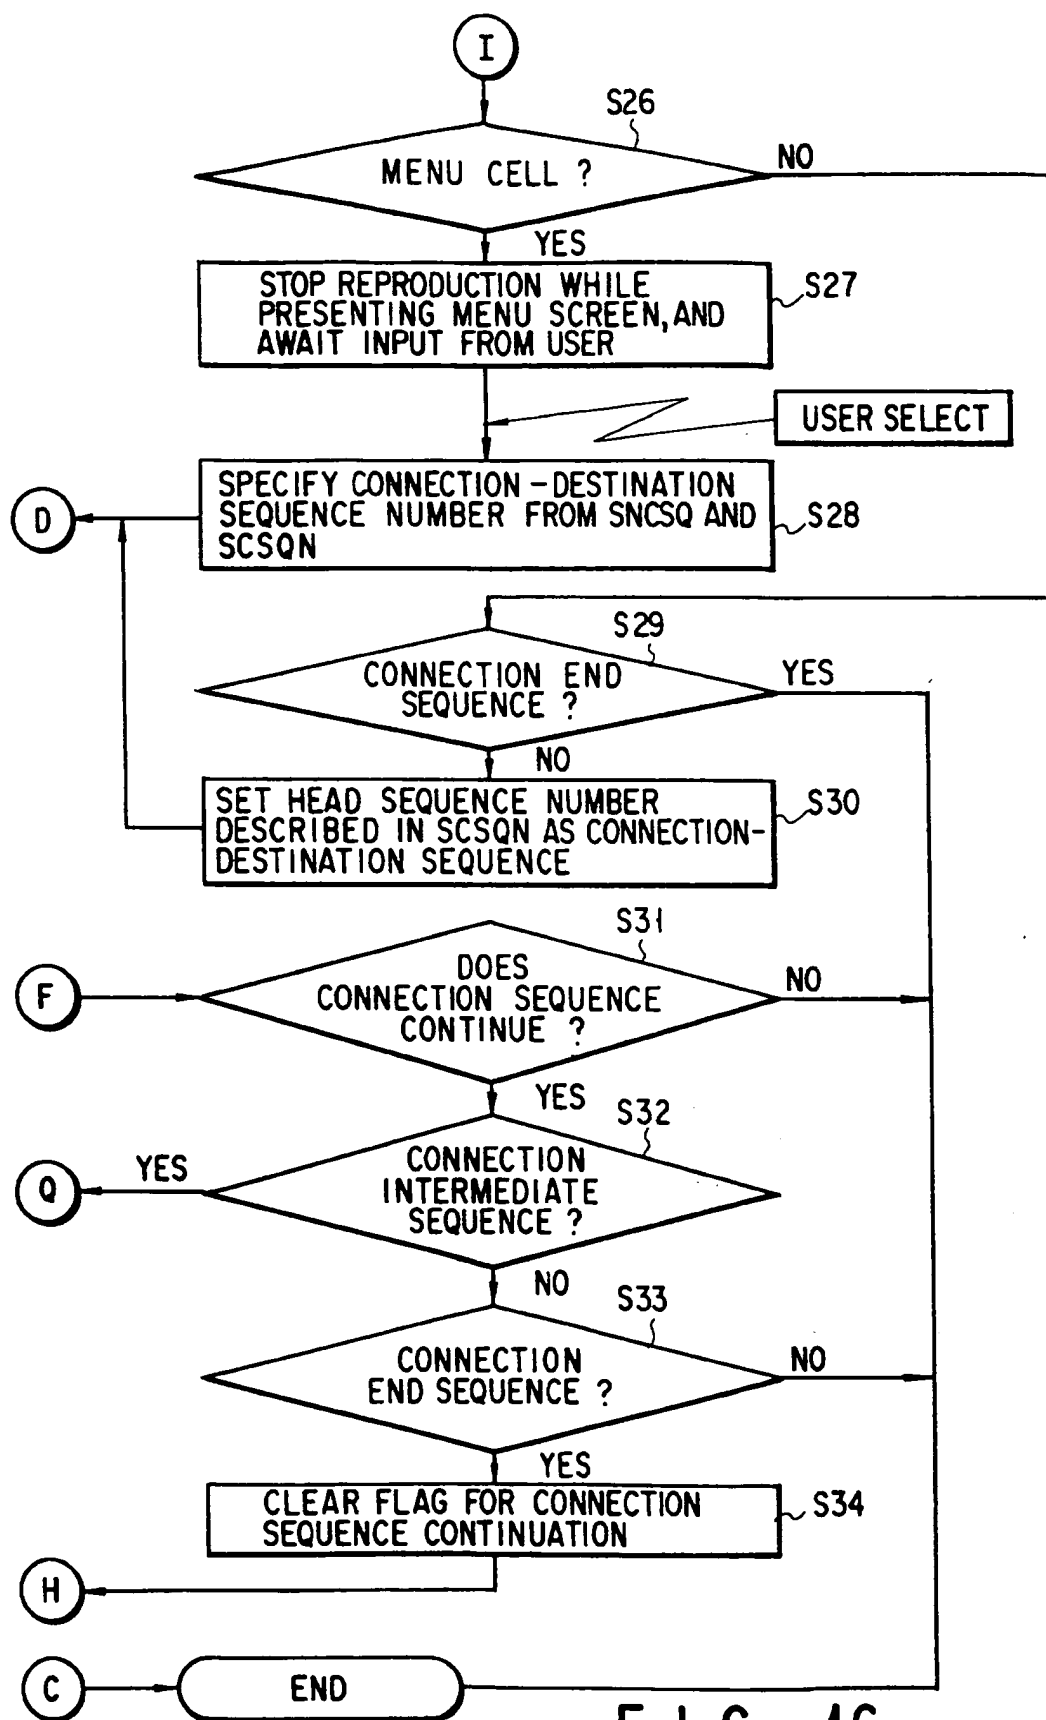 I
S26
MENU CELL ?
NO
YES
STOP REPRODUCTION WHILE
PRESENTING MENU SCREEN, AND
AWAIT INPUT FROM USER
S27
USER SELECT
SPECIFY CONNECTION-DESTINATION
SEQUENCE NUMBER FROM SNCSQ AND
SCSQN
S28
D
S29
CONNECTION END
SEQUENCE ?
YES
NO
SET HEAD SEQUENCE NUMBER
DESCRIBED IN SCSQN AS CONNECTION-
DESTINATION SEQUENCE
S30
S31
F
DOES
CONNECTION SEQUENCE
CONTINUE ?
NO
YES
S32
CONNECTION
INTERMEDIATE
SEQUENCE ?
YES
Q
NO
S33
CONNECTION
END SEQUENCE ?
NO
YES
CLEAR FLAG FOR CONNECTION
SEQUENCE CONTINUATION
S34
H
C
END
FIG. 46